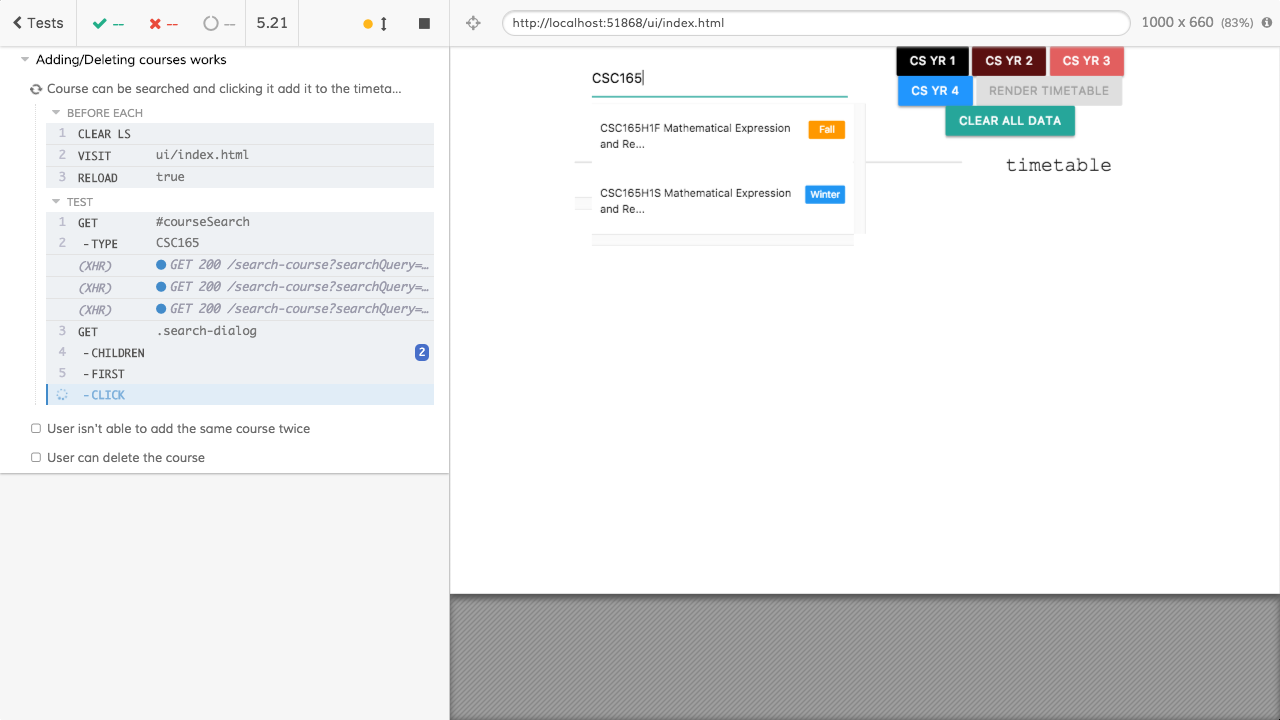 Tests
--
--
--
5.21
http://localhost:51868/ui/index.html
1000 x 660 (83%)
Adding/Deleting courses works
Course can be searched and clicking it add it to the timeta...
BEFORE EACH
1 CLEAR LS
2 VISIT ui/index.html
3 RELOAD true
TEST
1 GET #courseSearch
2 -TYPE CSC165
(XHR) GET 200 /search-course?searchQuery=…
(XHR) GET 200 /search-course?searchQuery=…
(XHR) GET 200 /search-course?searchQuery=…
3 GET .search-dialog
4 -CHILDREN 2
5 -FIRST
-CLICK
User isn't able to add the same course twice
User can delete the course
CSC165
CSC165H1F Mathematical Expression
and Re...
Fall
CSC165H1S Mathematical Expression
and Re...
Winter
CS YR 1 CS YR 2 CS YR 3
CS YR 4 RENDER TIMETABLE
CLEAR ALL DATA
timetable